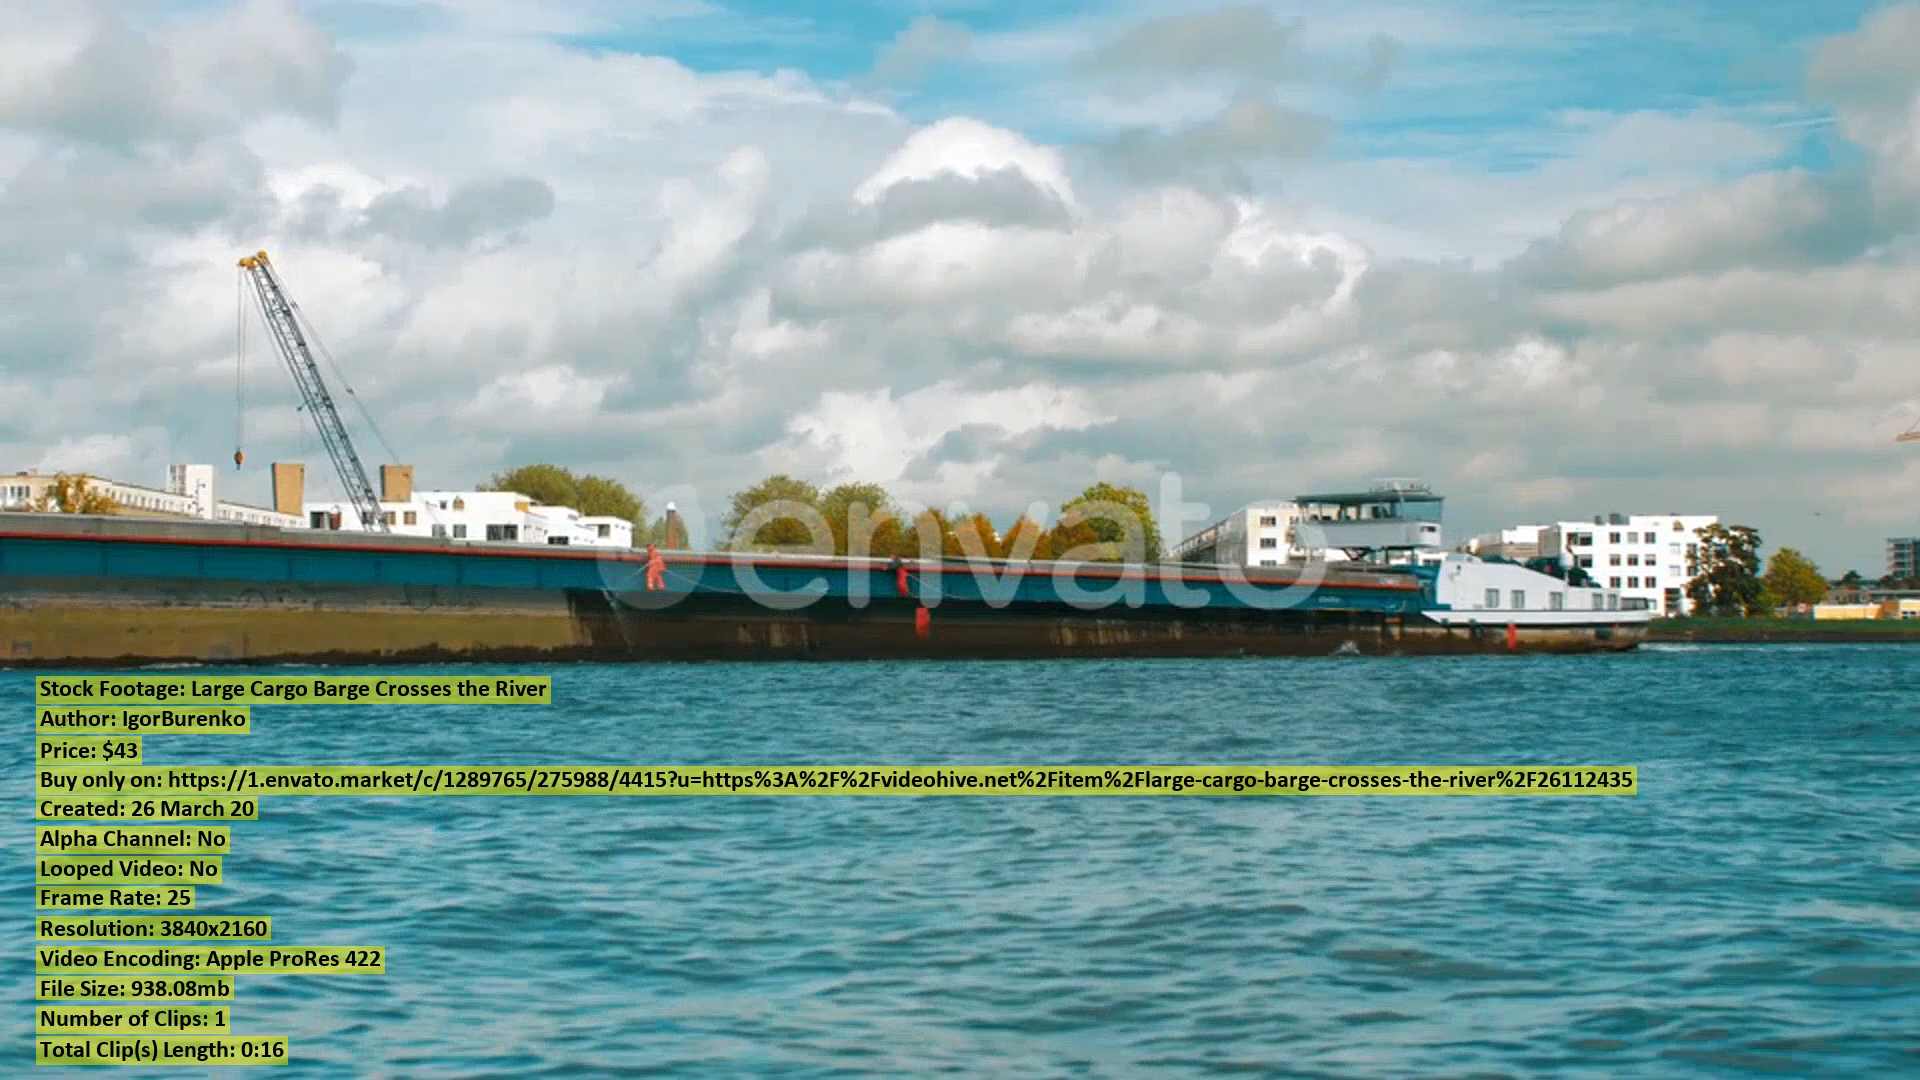 envato
Stock Footage: Large Cargo Barge Crosses the River
Author: IgorBurenko
Price: $43
Buy only on: https://1.envato.market/c/1289765/275988/4415?u=https%3A%2F%2Fvideohive.net%2Fitem%2Flarge-cargo-barge-crosses-the-river%2F26112435
Created: 26 March 20
Alpha Channel: No
Looped Video: No
Frame Rate: 25
Resolution: 3840x2160
Video Encoding: Apple ProRes 422
File Size: 938.08mb
Number of Clips: 1
Total Clip(s) Length: 0:16